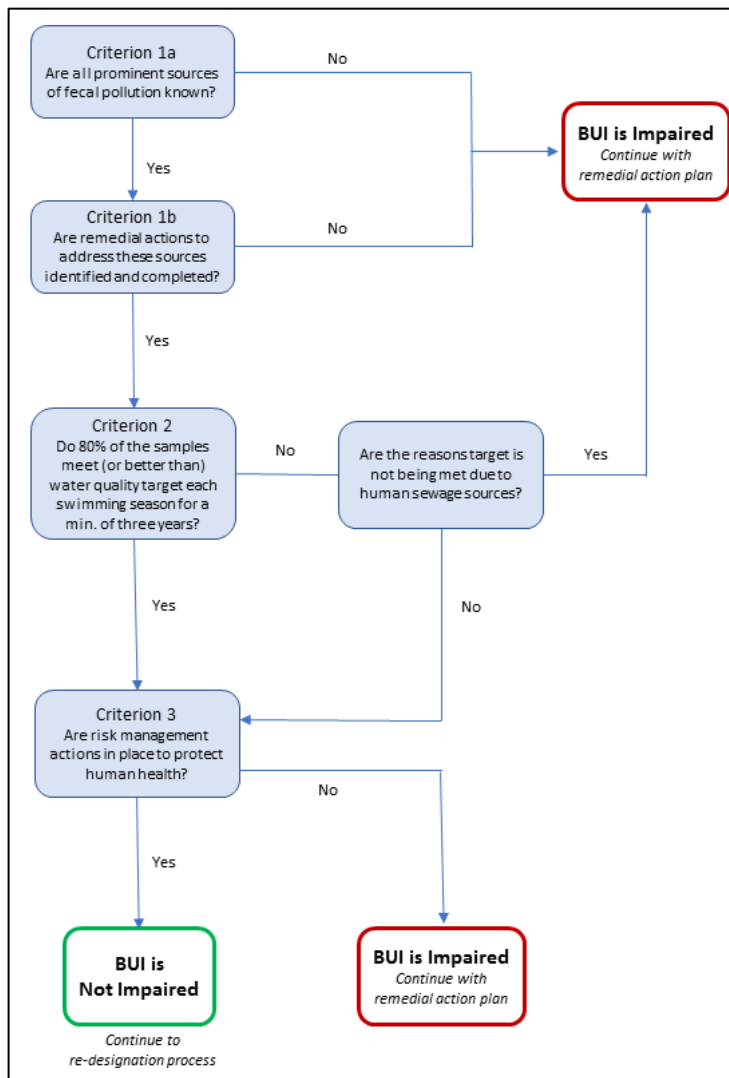 Criterion 1a
Are all prominent sources
of fecal pollution known?
No
BUI is Impaired
Continue with
remedial action plan
Yes
Criterion 1b
Are remedial actions to
address these sources
identified and completed?
No
Yes
Criterion 2
Do 80% of the samples
meet (or better than)
water quality target each
swimming season for a
min. of three years?
No
Are the reasons target is
not being met due to
human sewage sources?
Yes
Yes
No
Criterion 3
Are risk management
actions in place to protect
human health?
No
Yes
BUI is
Not Impaired
Continue to
re-designation process
BUI is Impaired
Continue with
remedial action plan